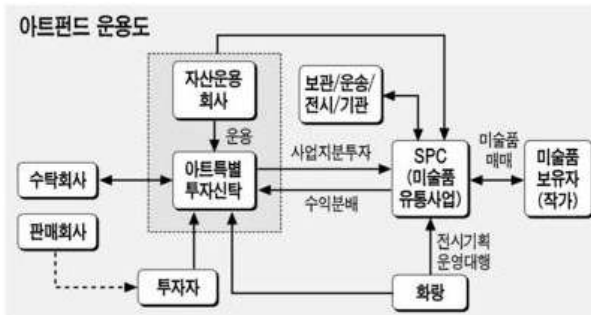 아트펀드 운용도
자산운용
회사
보관/운송/
전시/기관
운용
사업지분투자
미술품
매매
수탁회사
아트특별
투자신탁
SPC
(미술품
유통사업)
미술품
보유자
(작가)
수익분배
판매회사
전시기획
운영대행
투자자
화랑